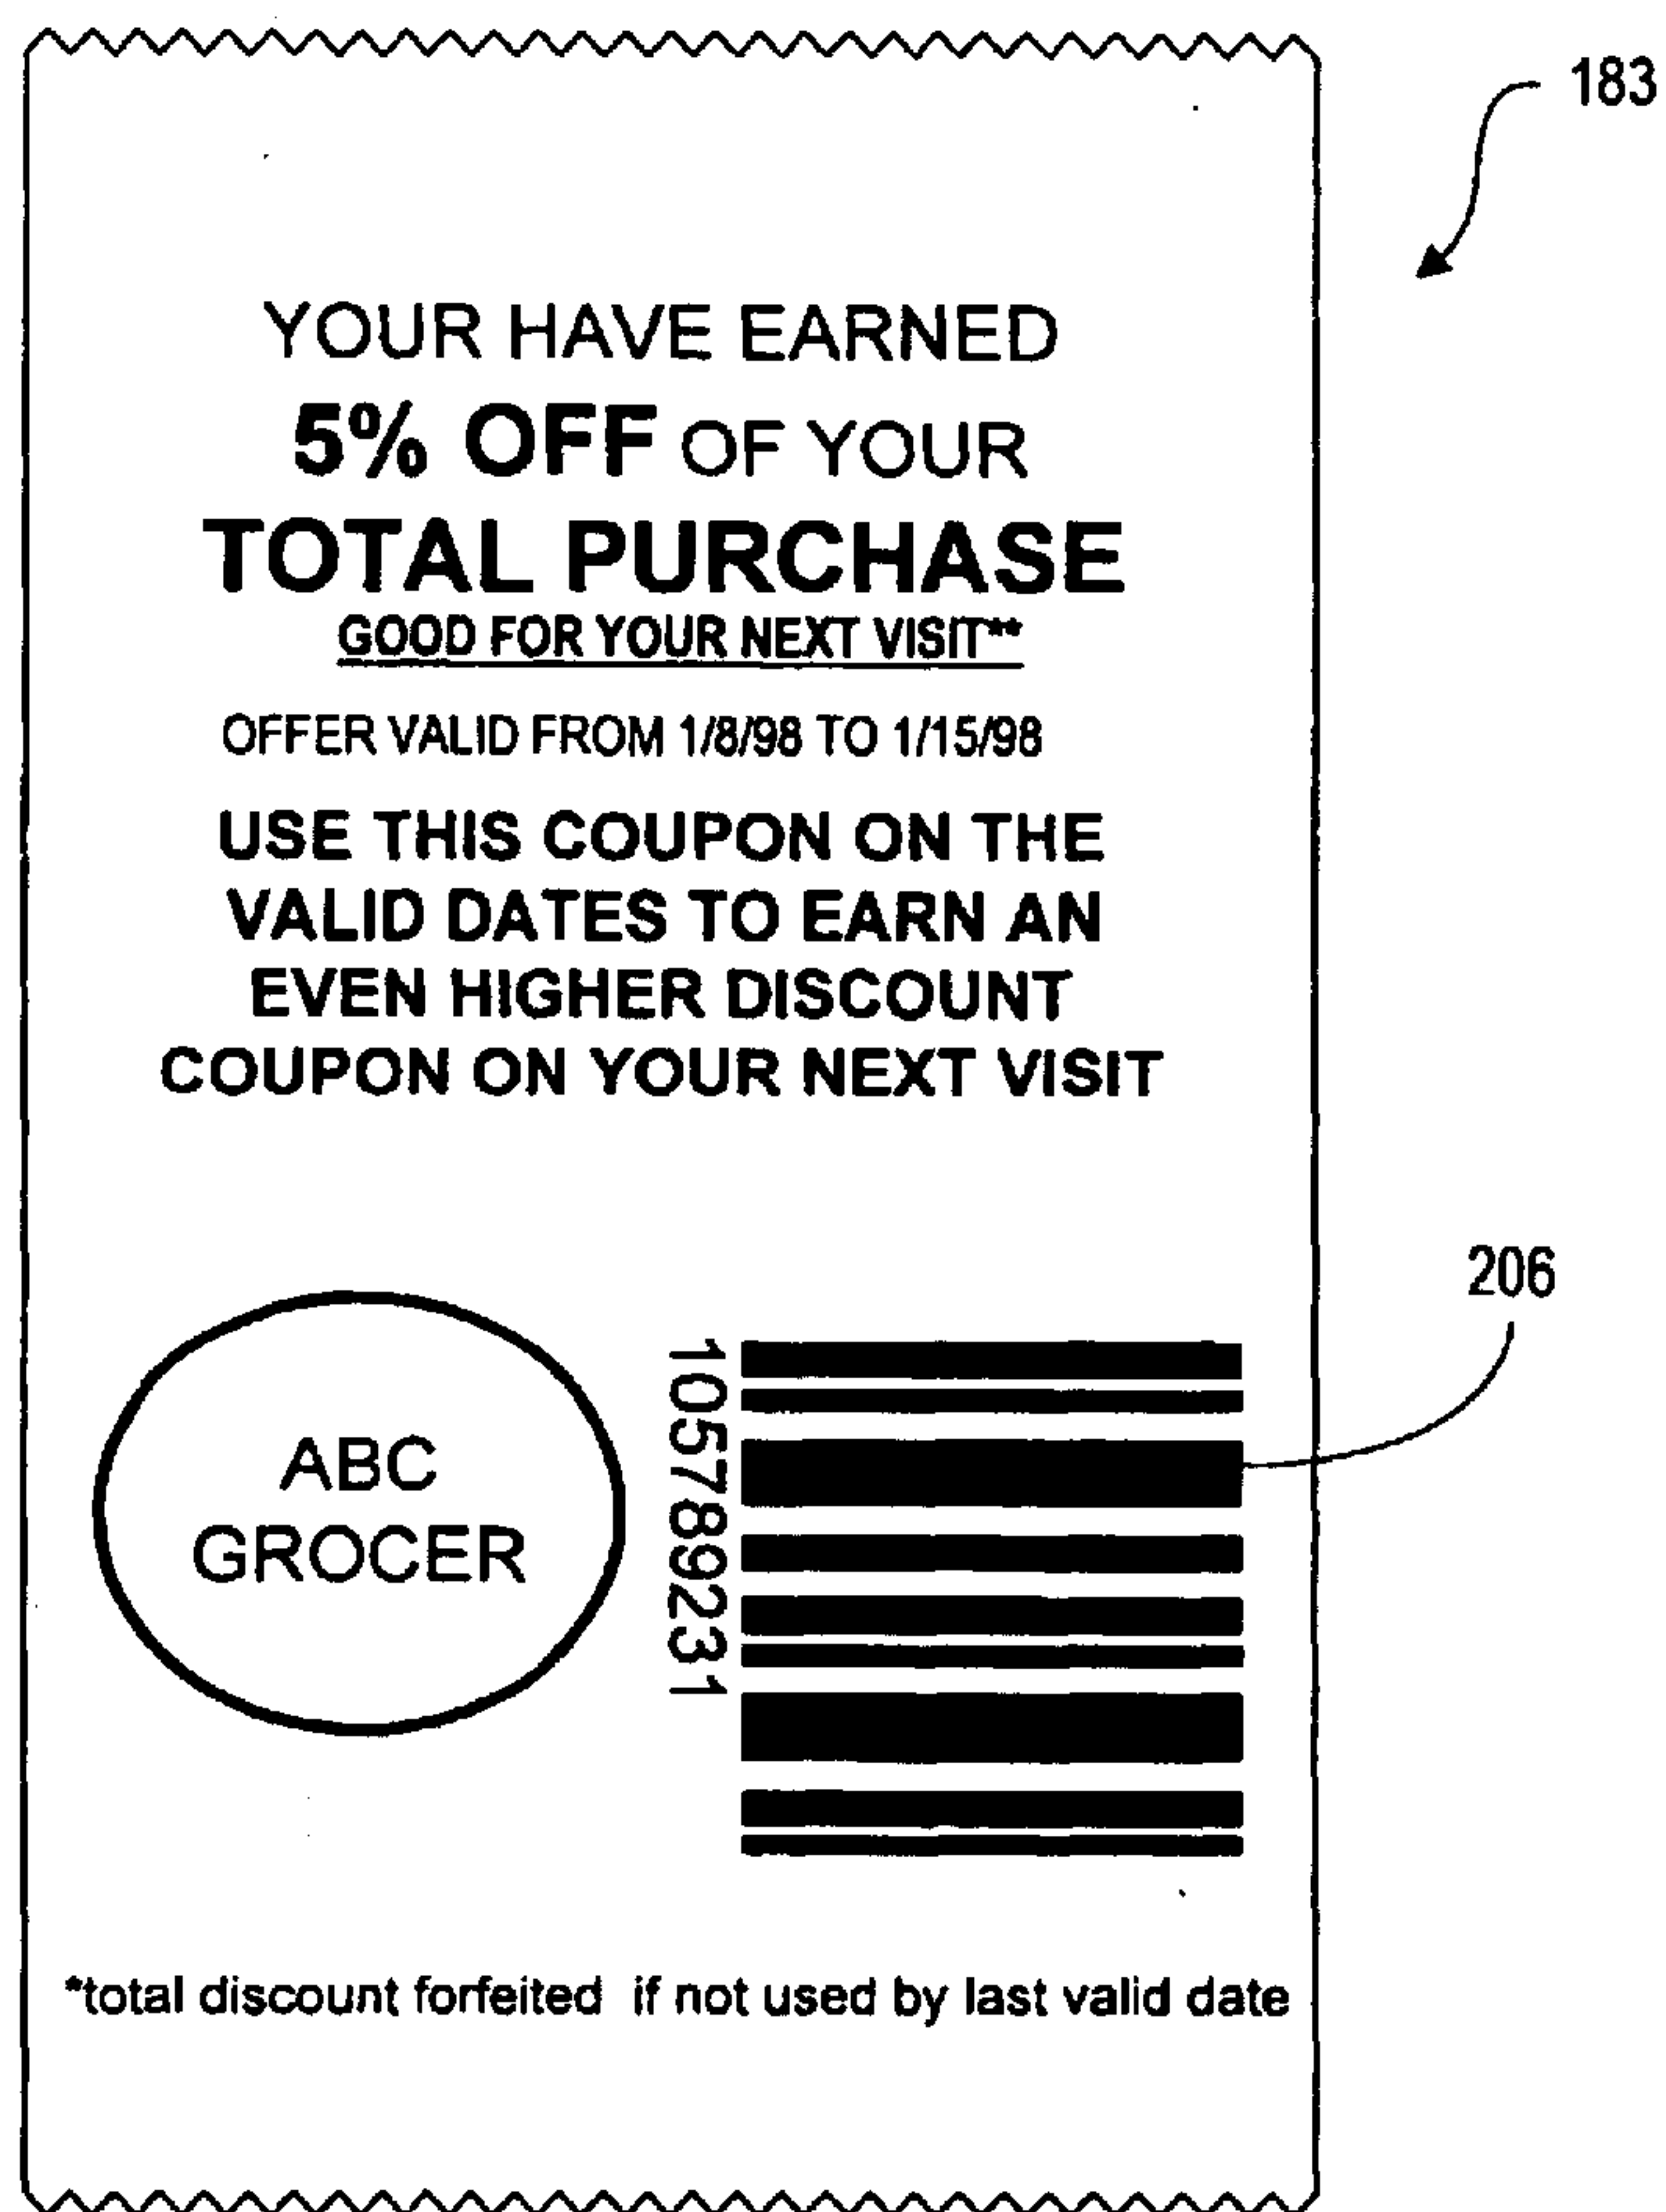 183
YOUR HAVE EARNED
5% OFF OF YOUR
TOTAL PURCHASE
GOOD FOR YOUR NEXT VISIT**
OFFER VALID FROM 1/8/98 TO 1/15/98
USE THIS COUPON ON THE
VALID DATES TO EARN AN
EVEN HIGHER DISCOUNT
COUPON ON YOUR NEXT VISIT
206
ABC
GROCER
105789231
*total discount forfeited if not used by last valid date